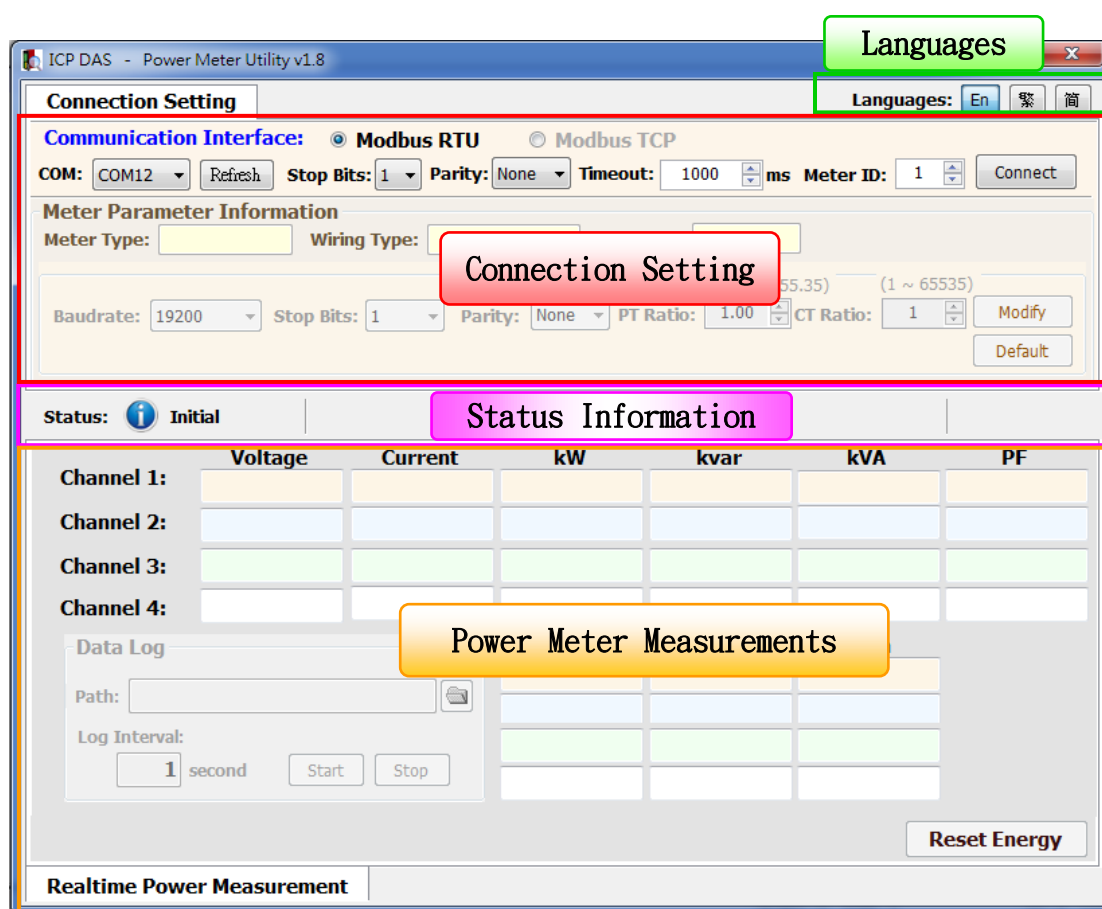 Languages
ICP DAS - Power Meter Utility v1.8
x
Connection Setting
Languages: En 繁 简
Communication Interface: Modbus RTU Modbus TCP
COM: COM12 Refresh Stop Bits: 1 Parity: None Timeout: 1000 ms Meter ID: 1 Connect
Meter Parameter Information
Meter Type: Wiring Type:
Connection Setting
55.35) (1 ~ 65535)
Baudrate: 19200 Stop Bits: 1 Parity: None PT Ratio: 1.00 CT Ratio: 1 Modify
Default
Status: Initial
Status Information
Voltage Current kW kvar kVA PF
Channel 1:
Channel 2:
Channel 3:
Channel 4:
Power Meter Measurements
Data Log
Path:
Log Interval:
1 second Start Stop
Reset Energy
Realtime Power Measurement